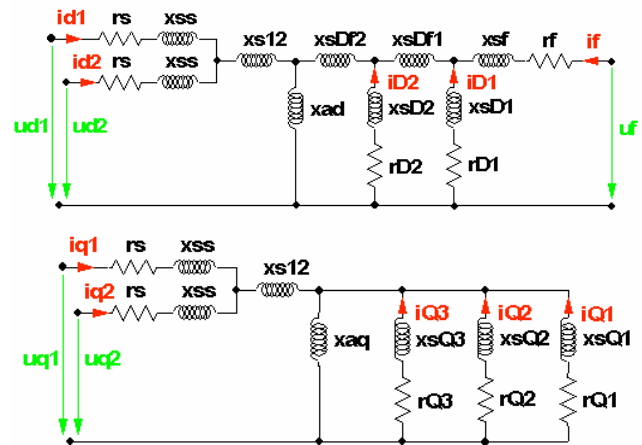 id1 rs xss
id2 rs xss xs12 xsDf2 xsDf1 xsf rf if
iD2 iD1
xad xsD2 xsD1
ud1 ud2 uf
rD2 rD1
iq1 rs xss
iq2 rs xss xs12
iQ3 iQ2 iQ1
xaq xsQ3 xsQ2 xsQ1
uq1 uq2
rQ3 rQ2 rQ1